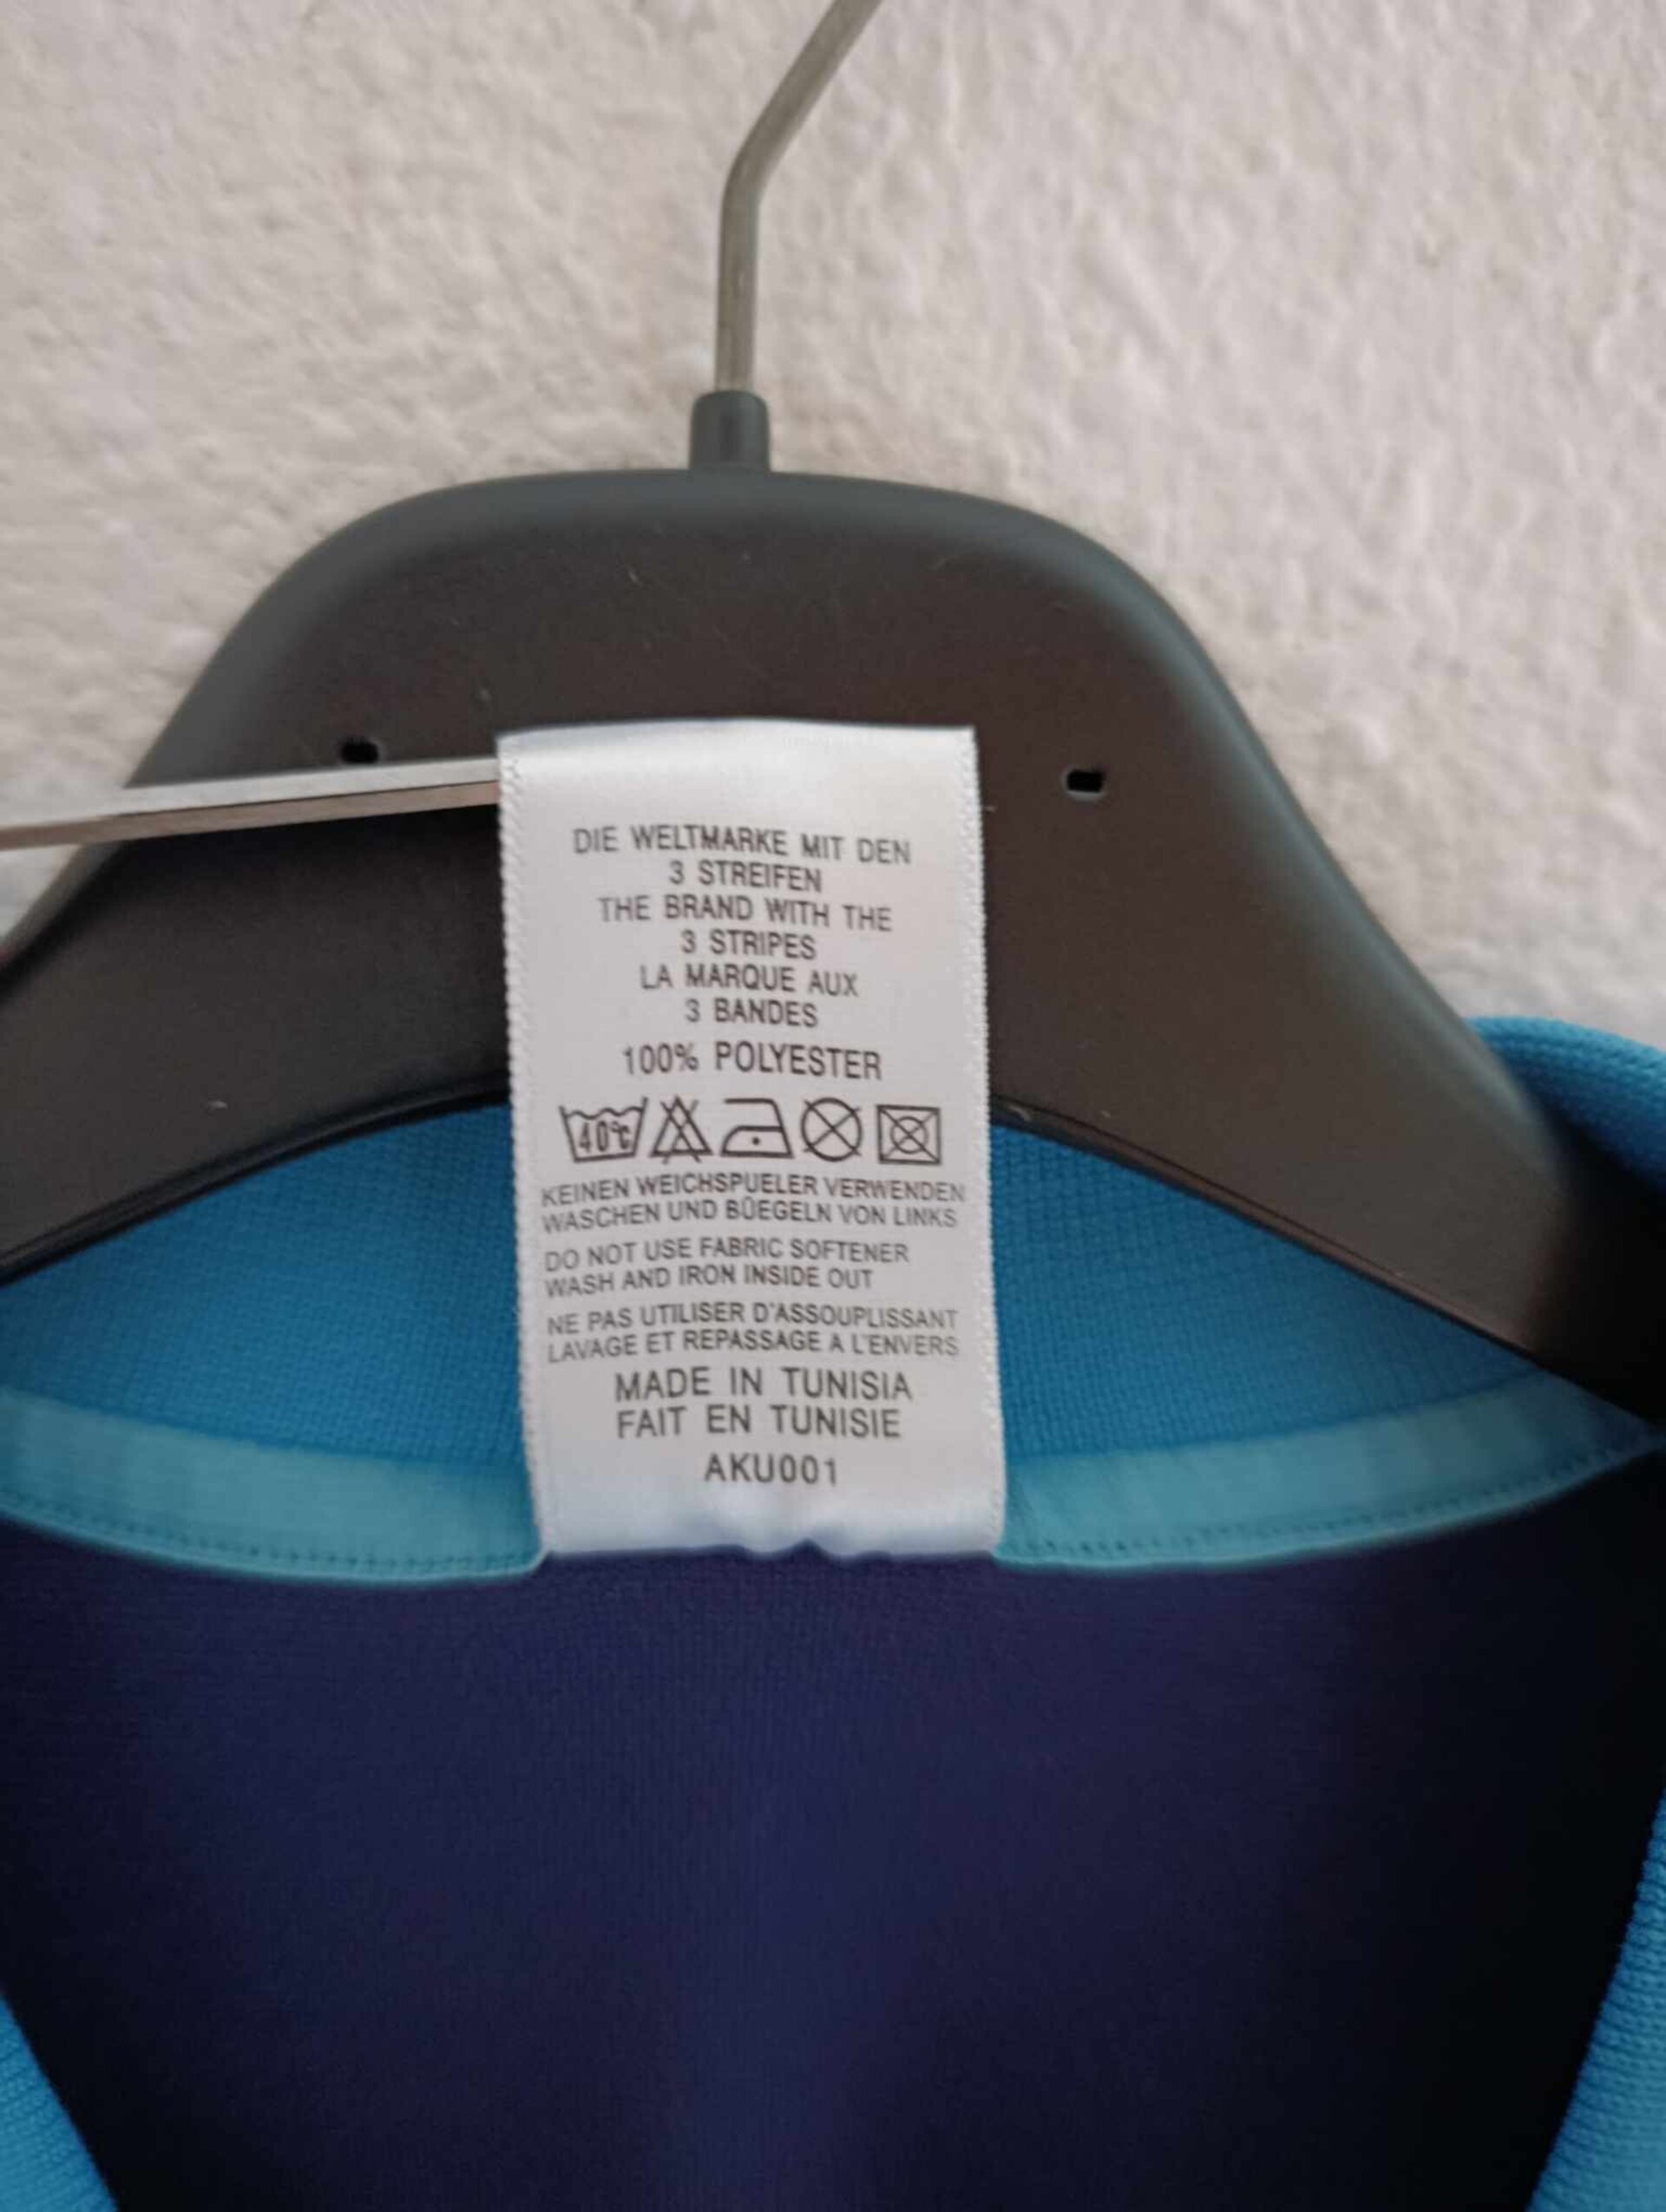 DIE WELTMARKE MIT DEN
3 STREIFEN
THE BRAND WITH THE
3 STRIPES
LA MARQUE AUX
3 BANDES
100% POLYESTER
40°C
KEINEN WEICHSPUELER VERWENDEN
WASCHEN UND BÜEGELN VON LINKS
DO NOT USE FABRIC SOFTENER
WASH AND IRON INSIDE OUT
NE PAS UTILISER D'ASSOUPLISSANT
LAVAGE ET REPASSAGE A L'ENVERS
MADE IN TUNISIA
FAIT EN TUNISIE
AKU001